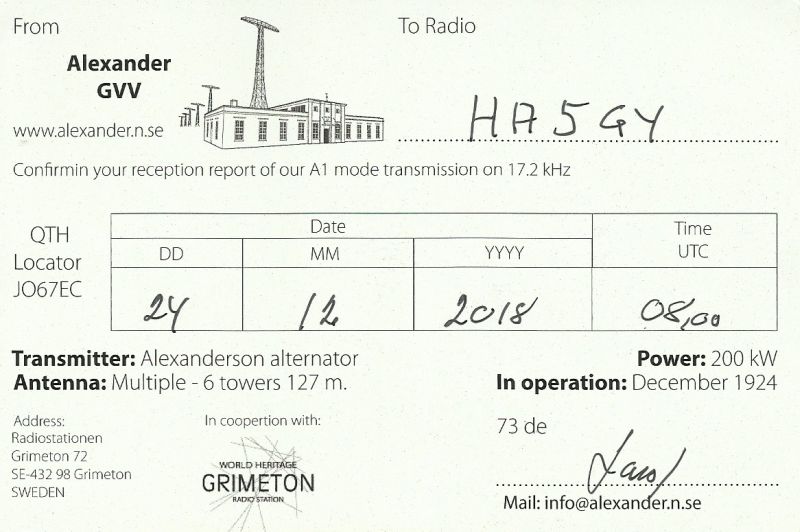 From
To Radio
Alexander
GVV
www.alexander.n.se
HA5GY
Confirmin your reception report of our A1 mode transmission on 17.2 kHz
QTH
Locator
JO67EC
Date
Time
UTC
DD
MM
YYYY
24
12
2018
08,00
Transmitter: Alexanderson alternator
Power: 200 kW
Antenna: Multiple - 6 towers 127 m.
In operation: December 1924
Address:
Radiostationen
Grimeton 72
SE-432 98 Grimeton
SWEDEN
In coopertion with:
WORLD HERITAGE
GRIMETON
RADIO STATION
73 de
Mail: info@alexander.n.se